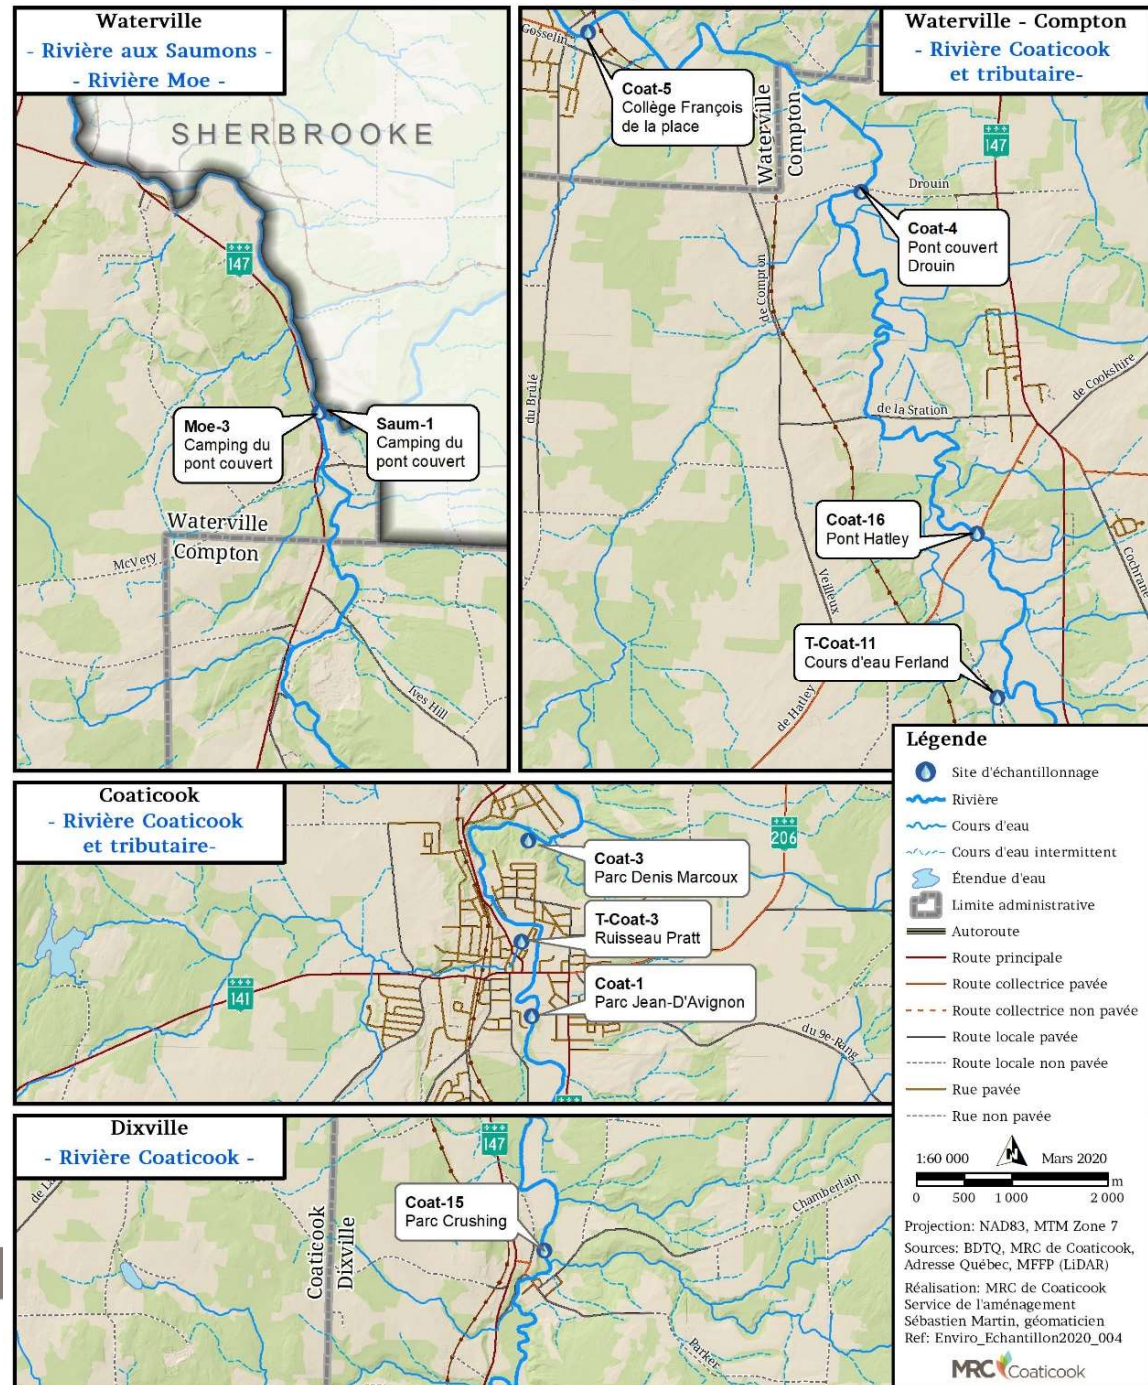 Waterville
- Rivière aux Saumons -
- Rivière Moe -
SHERBROOKE
147
Moe-3
Camping du
pont couvert
Saum-1
Camping du
pont couvert
Waterville
Compton
McVety
Ives Hill
Waterville - Compton
- Rivière Coaticook
et tributaire-
Gosselin
Coat-5
Collège François
de la place
Waterville
Compton
147
Drouin
Coat-4
Pont couvert
Drouin
de Compton
du Brûlé
de la Station
de Cookshire
Coat-16
Pont Hatley
Veilleux
Cochrane
T-Coat-11
Cours d'eau Ferland
de Hatley
Coaticook
- Rivière Coaticook
et tributaire-
206
Coat-3
Parc Denis Marcoux
T-Coat-3
Ruisseau Pratt
Coat-1
Parc Jean-D'Avignon
141
du 9e-Rang
Dixville
- Rivière Coaticook -
147
Coat-15
Parc Crushing
Chamberlain
Coaticook
Dixville
Parker
Légende
Site d'échantillonnage
Rivière
Cours d'eau
Cours d'eau intermittent
Étendue d'eau
Limite administrative
Autoroute
Route principale
Route collectrice pavée
Route collectrice non pavée
Route locale pavée
Route locale non pavée
Rue pavée
Rue non pavée
1:60 000 N Mars 2020
0 500 1 000 2 000 m
Projection: NAD83, MTM Zone 7
Sources: BDTQ, MRC de Coaticook,
Adresse Québec, MFFP (LiDAR)
Réalisation: MRC de Coaticook
Service de l'aménagement
Sébastien Martin, géomaticien
Ref: Enviro_Echantillon2020_004
MRC Coaticook